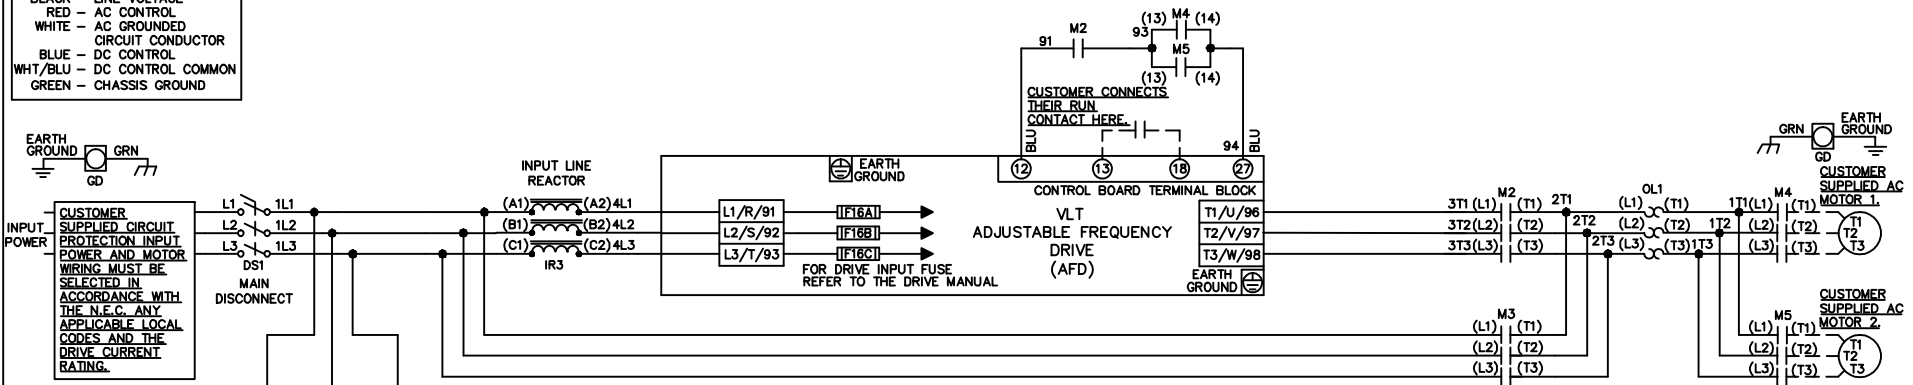 RED – AC CONTROL
WHITE – AC GROUNDED
CIRCUIT CONDUCTOR
BLUE – DC CONTROL
WHT/BLU – DC CONTROL COMMON
GREEN – CHASSIS GROUND
91
M2
93
(13) M4 (14)
M5
(13) (14)
CUSTOMER CONNECTS
THEIR RUN
CONTACT HERE.
BLU
94
BLU
12
13
18
27
CONTROL BOARD TERMINAL BLOCK
EARTH
GROUND
GRN
GD
INPUT
POWER
CUSTOMER
SUPPLIED CIRCUIT
PROTECTION INPUT
POWER AND MOTOR
WIRING MUST BE
SELECTED IN
ACCORDANCE WITH
THE N.E.C. ANY
APPLICABLE LOCAL
CODES AND THE
DRIVE CURRENT
RATING.
L1 1L1
L2 1L2
L3 1L3
DS1
MAIN
DISCONNECT
INPUT LINE
REACTOR
(A1) (A2) 4L1
(B1) (B2) 4L2
(C1) (C2) 4L3
IR3
EARTH
GROUND
L1/R/91
L2/S/92
L3/T/93
F16A
F16B
F16C
FOR DRIVE INPUT FUSE
REFER TO THE DRIVE MANUAL
VLT
ADJUSTABLE FREQUENCY
DRIVE
(AFD)
T1/U/96
T2/V/97
T3/W/98
EARTH
GROUND
M2
3T1 (L1) (T1) 2T1
3T2 (L2) (T2) 2T2
3T3 (L3) (T3) 2T3
M3
(L1) (T1)
(L2) (T2)
(L3) (T3)
OL1
(L1) (T1) 1T1
(L2) (T2) 1T2
(L3) (T3) 1T3
GRN
EARTH
GROUND
GD
CUSTOMER
SUPPLIED AC
MOTOR 1.
M4
(L1) (T1)
(L2) (T2)
(L3) (T3)
T1
T2
T3
CUSTOMER
SUPPLIED AC
MOTOR 2.
M5
(L1) (T1)
(L2) (T2)
(L3) (T3)
T1
T2
T3